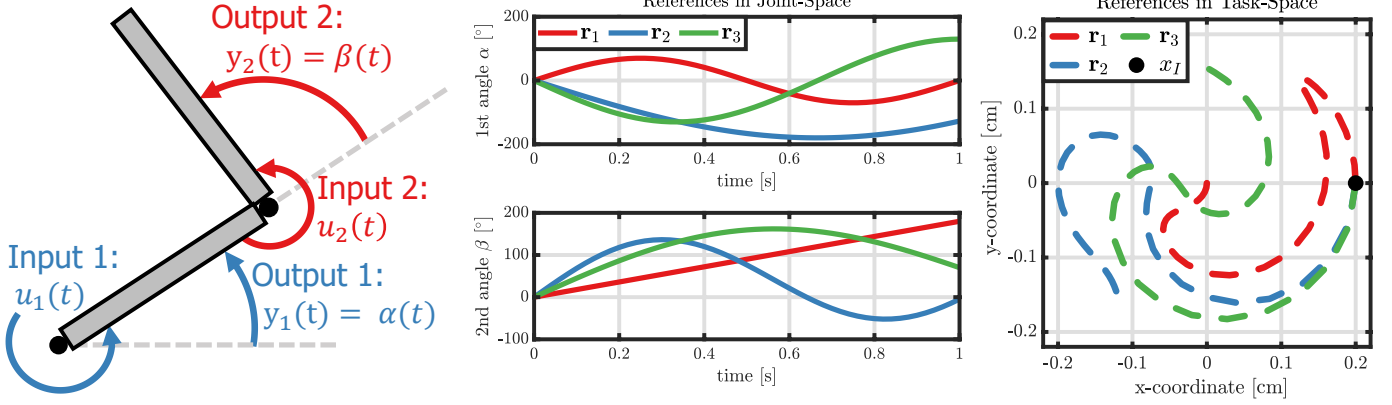 Output 2:
y₂(t) = β(t)
Input 2:
u₂(t)
Input 1:
u₁(t)
Output 1:
y₁(t) = α(t)
References in Joint-Space
1st angle α [°]
200
0
-200
r₁ r₂ r₃
0 0.2 0.4 0.6 0.8 1
time [s]
2nd angle β [°]
200
100
0
-100
0 0.2 0.4 0.6 0.8 1
time [s]
References in Task-Space
r₁ r₃
r₂ x_I
y-coordinate [cm]
0.2
0.1
0
-0.1
-0.2
-0.2 -0.1 0 0.1 0.2
x-coordinate [cm]